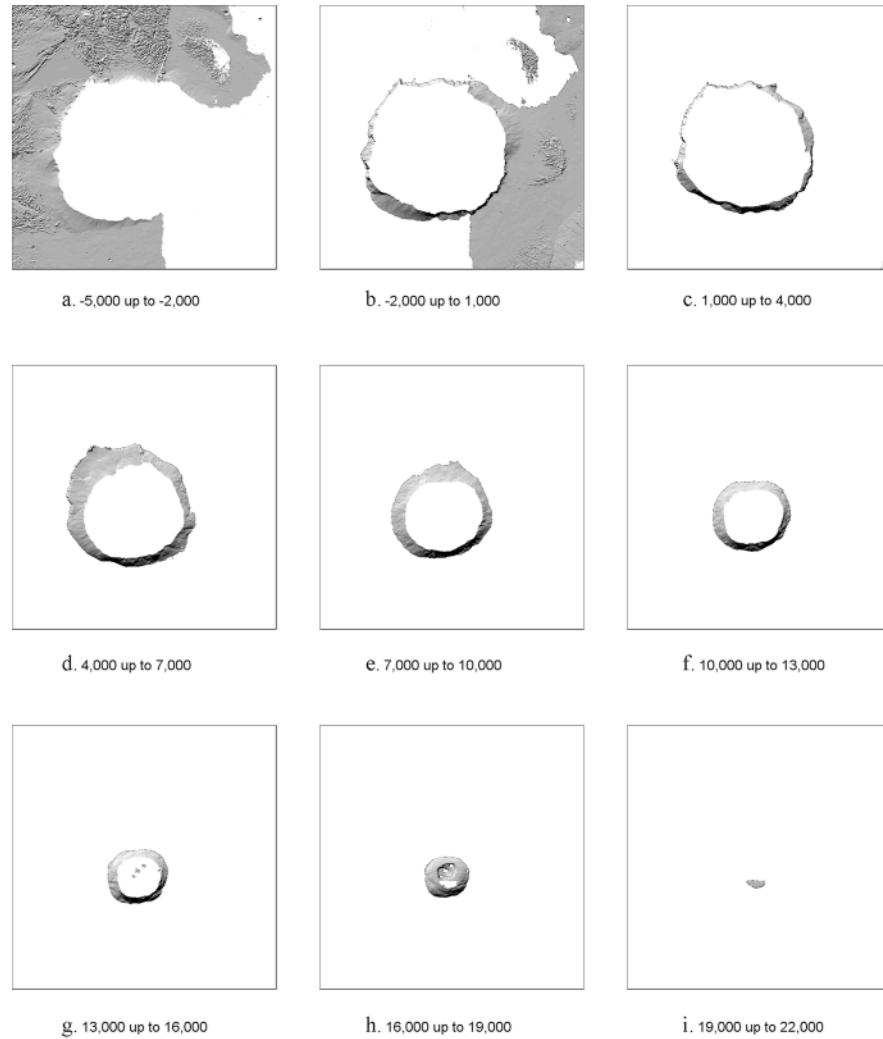 a. -5,000 up to -2,000
b. -2,000 up to 1,000
c. 1,000 up to 4,000
d. 4,000 up to 7,000
e. 7,000 up to 10,000
f. 10,000 up to 13,000
g. 13,000 up to 16,000
h. 16,000 up to 19,000
i. 19,000 up to 22,000